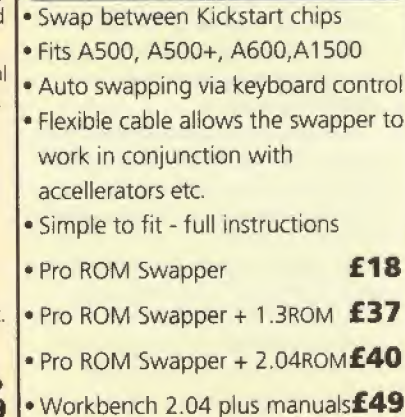 • Swap between Kickstart chips
• Fits A500, A500+, A600,A1500
• Auto swapping via keyboard control
• Flexible cable allows the swapper to
work in conjunction with
accellerators etc.
• Simple to fit - full instructions
• Pro ROM Swapper £18
• Pro ROM Swapper + 1.3ROM £37
• Pro ROM Swapper + 2.04ROM £40
• Workbench 2.04 plus manuals £49